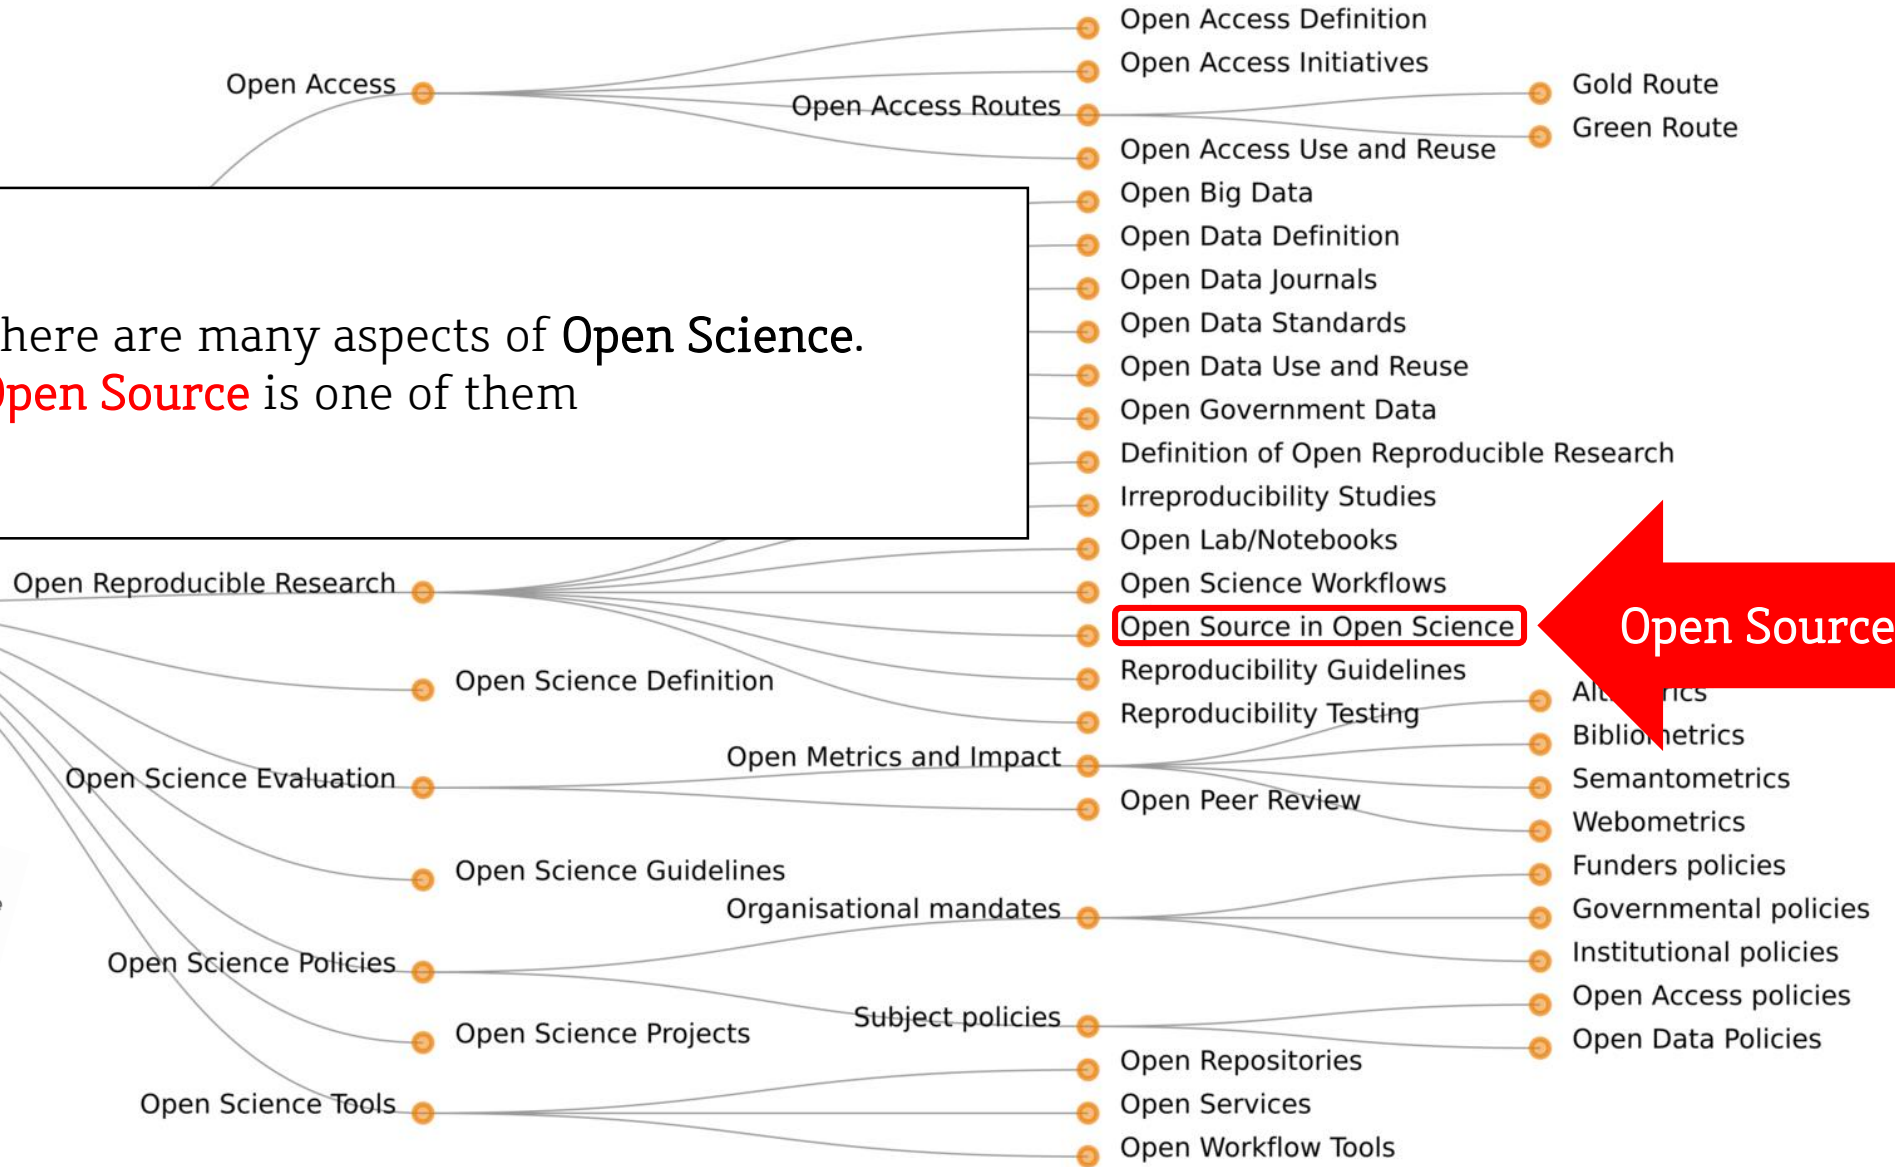 Open Access Definition
Open Access Initiatives
Open Access
Gold Route
Open Access Routes
Green Route
Open Access Use and Reuse
Open Big Data
Open Data Definition
Open Data Journals
Open Data Standards
here are many aspects of Open Science.
Open Data Use and Reuse
Open Source is one of them
Open Government Data
Definition of Open Reproducible Research
Irreproducibility Studies
Open Lab/Notebooks
Open Reproducible Research
Open Science Workflows
Open Source in Open Science
Open Source
Reproducibility Guidelines
Open Science Definition
Reproducibility Testing
Bibliometrics
Open Metrics and Impact
Open Science Evaluation
Semantometrics
Open Peer Review
Webometrics
Funders policies
Open Science Guidelines
Organisational mandates
Governmental policies
Institutional policies
Open Science Policies
Open Access policies
Subject policies
Open Science Projects
Open Data Policies
Open Repositories
Open Science Tools
Open Services
Open Workflow Tools